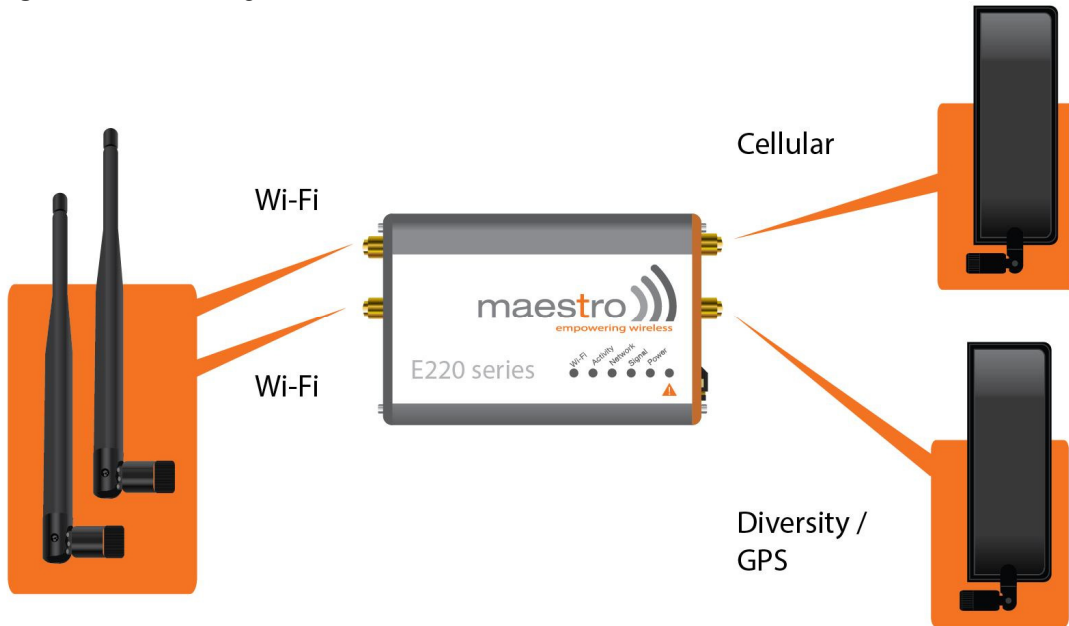 Cellular
Wi-Fi
maestro
empowering wireless
E220 series
Wi-Fi Activity Network Signal Power
Wi-Fi
Diversity /
GPS